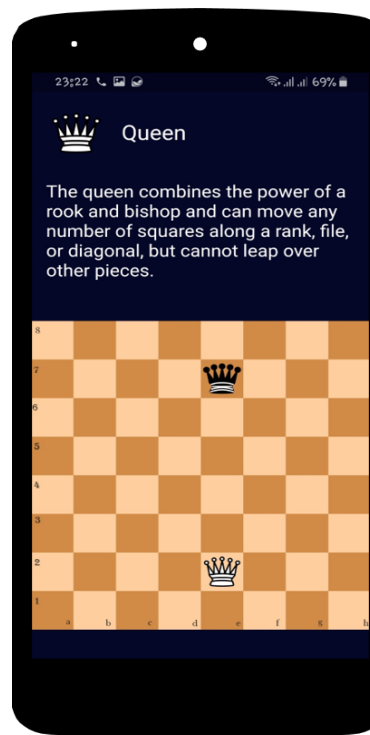 23:22 69%
Queen
The queen combines the power of a
rook and bishop and can move any
number of squares along a rank, file,
or diagonal, but cannot leap over
other pieces.
8
7
6
5
4
3
2
1
a b c d e f g h